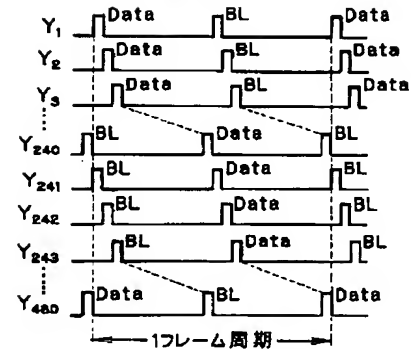 Y1 Data BL Data
Y2 Data BL Data
Y3 Data BL Data
Y240 BL Data BL
Y241 BL Data BL
Y242 BL Data BL
Y243 BL Data BL
Y480 Data BL Data
1フレーム周期